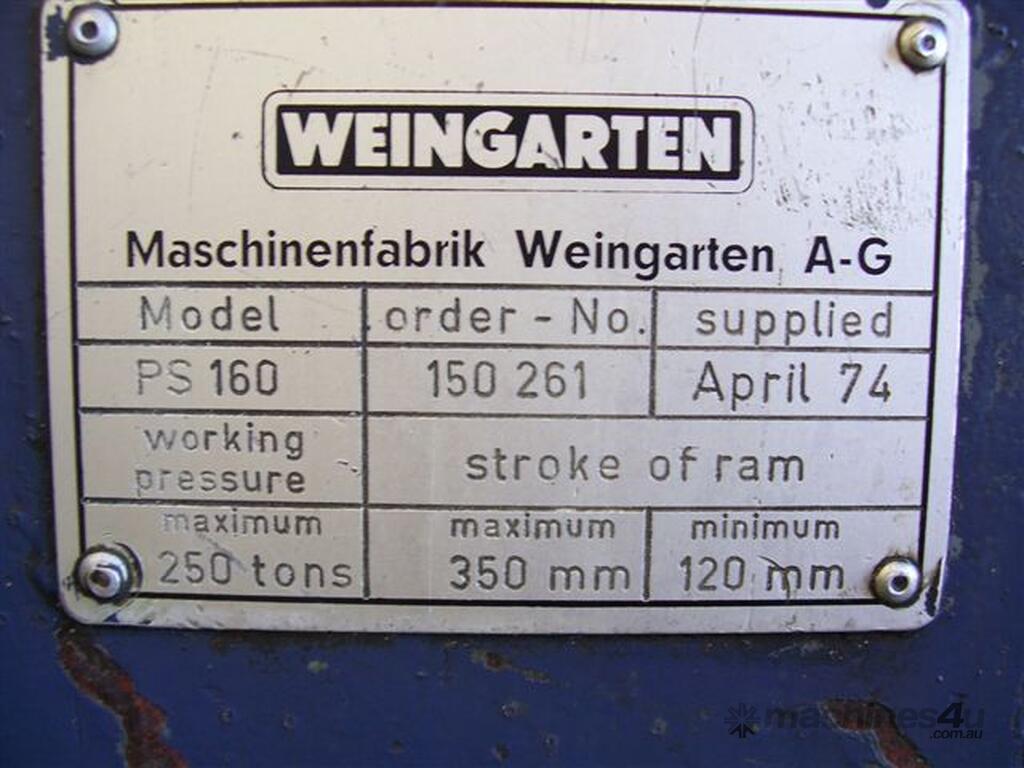 WEINGARTEN
Maschinenfabrik Weingarten A-G
Model order - No. supplied
PS 160 150 261 April 74
working pressure stroke of ram
maximum maximum minimum
250 tons 350 mm 120 mm
machines4u
.com.au